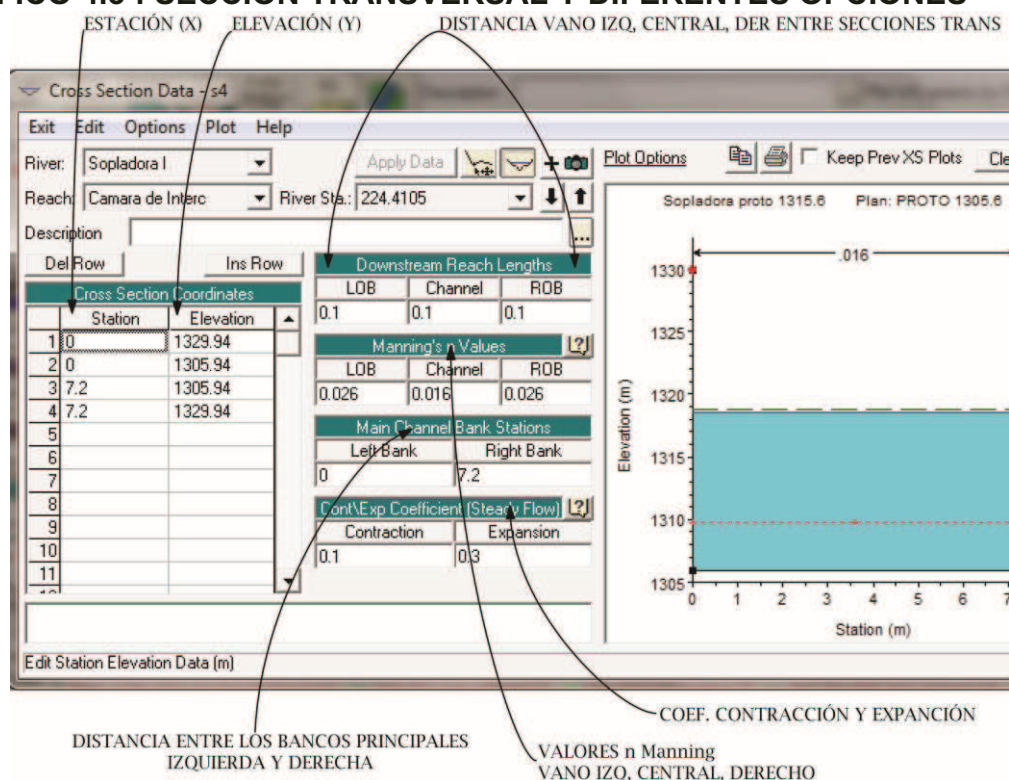 SECCIÓN TRANSVERSAL Y DIFERENTES OPCIONES
ESTACIÓN (X) ELEVACIÓN (Y) DISTANCIA VANO IZQ, CENTRAL, DER ENTRE SECCIONES TRANS
Cross Section Data - s4
Exit Edit Options Plot Help
River: Sopladora I Apply Data
Reach: Camara de Interc River Sta.: 224.4105
Description ...
Del Row Ins Row
Cross Section Coordinates
Station Elevation
1 0 1329.94
2 0 1305.94
3 7.2 1305.94
4 7.2 1329.94
5
6
7
8
9
10
11
Downstream Reach Lengths
LOB Channel ROB
0.1 0.1 0.1
Manning's n Values
LOB Channel ROB
0.026 0.016 0.026
Main Channel Bank Stations
Left Bank Right Bank
0 7.2
Cont\Exp Coefficient (Steady Flow)
Contraction Expansion
0.1 0.3
Edit Station Elevation Data (m)
Plot Options Keep Prev XS Plots Cle
Sopladora proto 1315.6 Plan: PROTO 1305.6
.016
1330
1325
1320
1315
1310
1305
Elevation (m)
0 1 2 3 4 5 6 7
Station (m)
COEF. CONTRACCIÓN Y EXPANCIÓN
DISTANCIA ENTRE LOS BANCOS PRINCIPALES
IZQUIERDA Y DERECHA
VALORES n Manning
VANO IZQ, CENTRAL, DERECHO